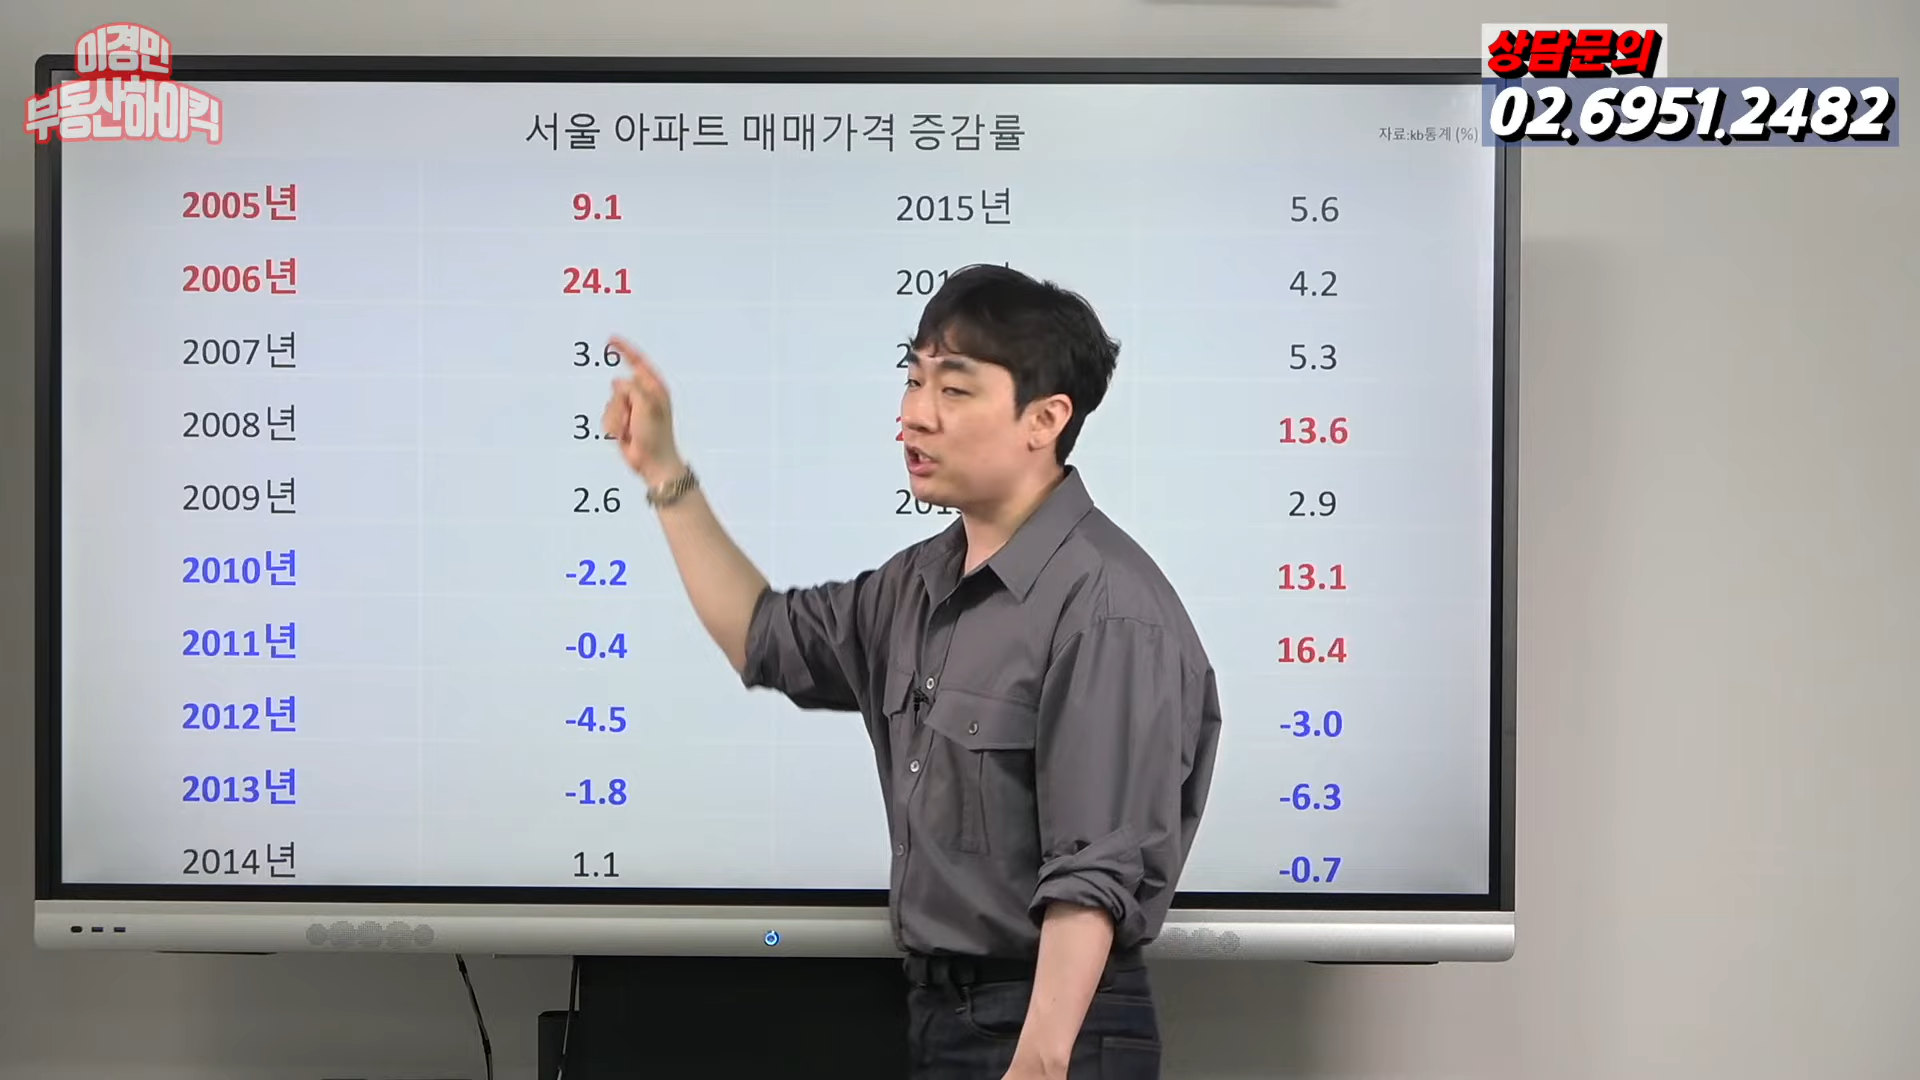 이경민
부동산하이킥
상담문의
02.6951.2482
서울 아파트 매매가격 증감률
자료:kb통계 (%)
2005년 9.1 2015년 5.6
2006년 24.1 4.2
2007년 3.6 5.3
2008년 13.6
2009년 2.6 2.9
2010년 -2.2 13.1
2011년 -0.4 16.4
2012년 -4.5 -3.0
2013년 -1.8 -6.3
2014년 1.1 -0.7